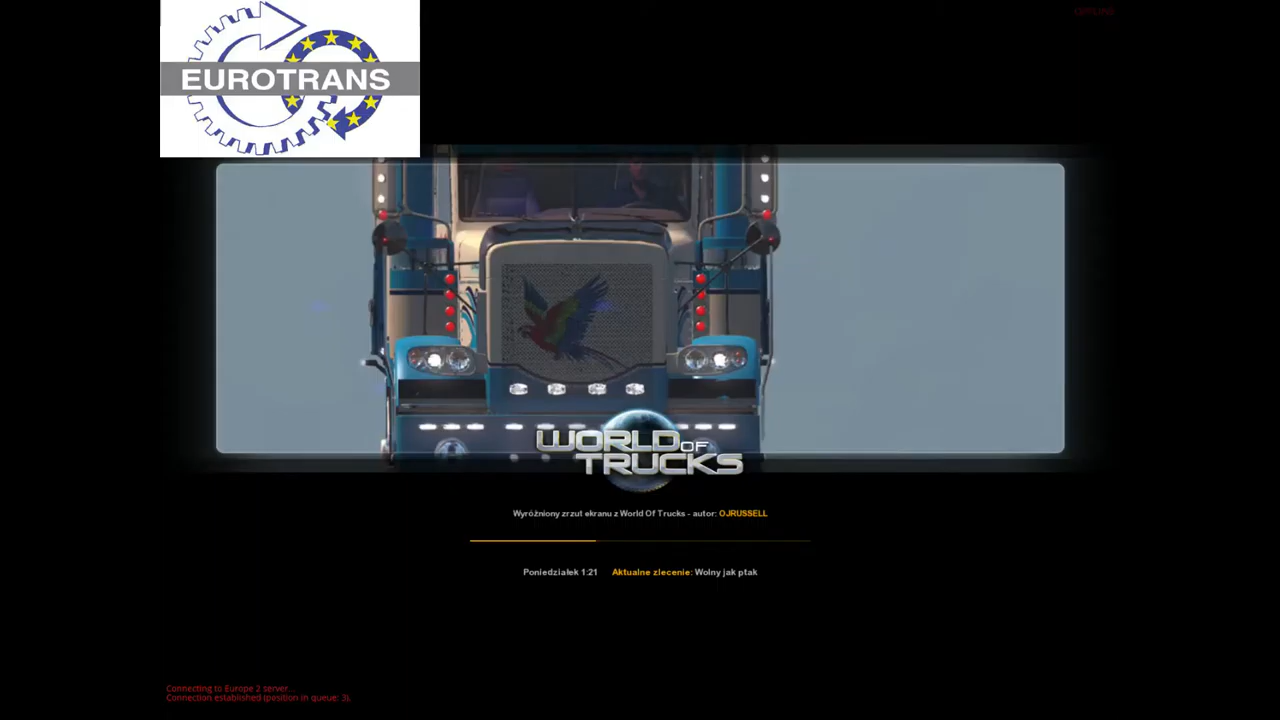 OFFLINE
EUROTRANS
WORLD OF
TRUCKS
Wyróżniony zrzut ekranu z World Of Trucks - autor: OJRUSSELL
Poniedziałek 1:21 Aktualne zlecenie: Wolny jak ptak
Connecting to Europe 2 server...
Connection established (position in queue: 3).